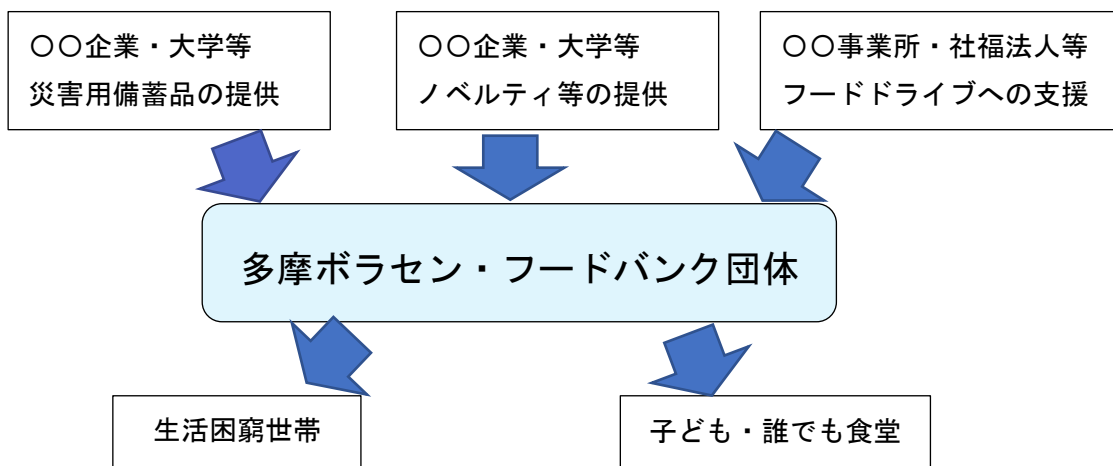 〇〇企業・大学等
災害用備蓄品の提供
〇〇企業・大学等
ノベルティ等の提供
〇〇事業所・社福法人等
フードドライブへの支援
多摩ボラセン・フードバンク団体
生活困窮世帯
子ども・誰でも食堂